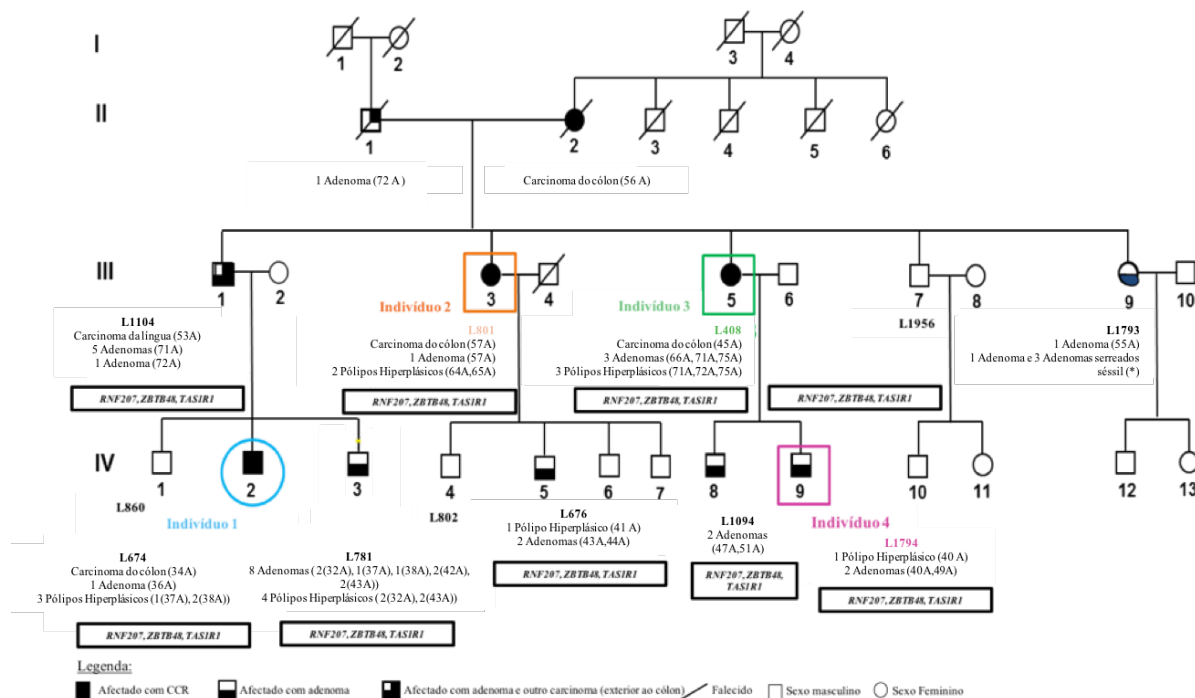 I
1 2 3 4
II
1 2 3 4 5 6
1 Adenoma (72 A )
Carcinoma do cólon (56 A)
III
1 2 3 4 5 6 7 8 9 10
Indivíduo 2
Indivíduo 3
L1104
Carcinoma da língua (53A)
5 Adenomas (71A)
1 Adenoma (72A)
RNF207, ZBTB48, TAS1R1
L801
Carcinoma do cólon (57A)
1 Adenoma (57A)
2 Pólipos Hiperplásicos (64A, 65A)
RNF207, ZBTB48, TAS1R1
L408
Carcinoma do cólon (45A)
3 Adenomas (66A, 71A,75A)
3 Pólipos Hiperplásicos (71A,72A,75A)
RNF207, ZBTB48, TAS1R1
L1956
RNF207, ZBTB48, TAS1R1
L1793
1 Adenoma (55A)
1 Adenoma e 3 Adenomas serreados
séssil (*)
IV
1 2 3 4 5 6 7 8 9 10 11 12 13
L860
Indivíduo 1
L674
Carcinoma do cólon (34A)
1 Adenoma (36A)
3 Pólipos Hiperplásicos (1(37A), 2(38A))
RNF207, ZBTB48, TAS1R1
L781
8 Adenomas ( 2(32A), 1(37A), 1(38A), 2(42A),
2(43A))
4 Pólipos Hiperplásicos ( 2(32A), 2(43A))
RNF207, ZBTB48, TAS1R1
L802
L676
1 Pólipo Hiperplásico (41 A)
2 Adenomas (43A,44A)
RNF207, ZBTB48, TAS1R1
L1094
2 Adenomas
(47A,51A)
RNF207, ZBTB48,
TAS1R1
Indivíduo 4
L1794
1 Pólipo Hiperplásico (40 A)
2 Adenomas (40A,49A)
RNF207, ZBTB48, TAS1R1
Legenda:
Afectado com CCR
Afectado com adenoma
Afectado com adenoma e outro carcinoma (exterior ao cólon)
Falecido
Sexo masculino
Sexo Feminino